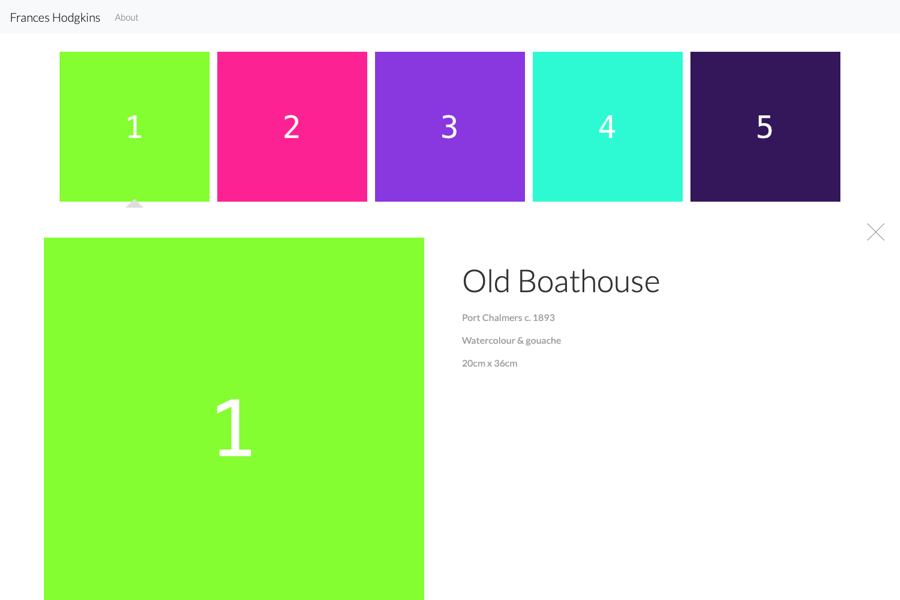 Frances Hodgkins About
1 2 3 4 5
1
Old Boathouse
Port Chalmers c. 1893
Watercolour & gouache
20cm x 36cm